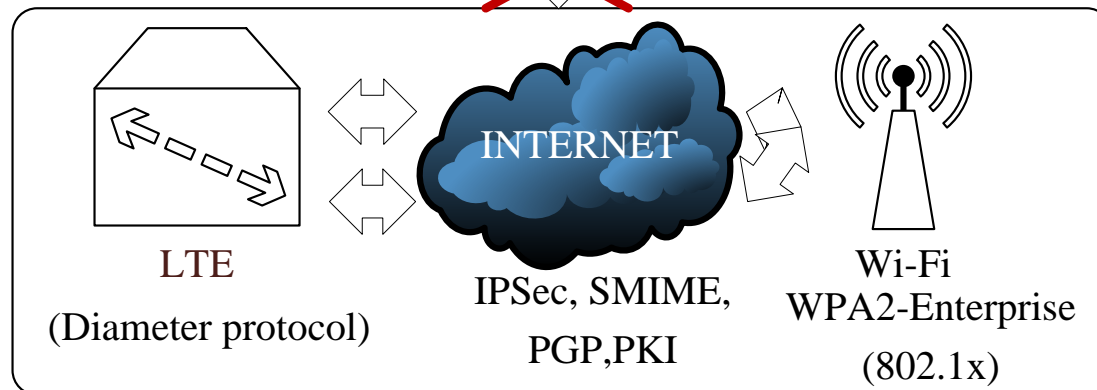 INTERNET
LTE
(Diameter protocol)
IPSec, SMIME,
PGP,PKI
Wi-Fi
WPA2-Enterprise
(802.1x)